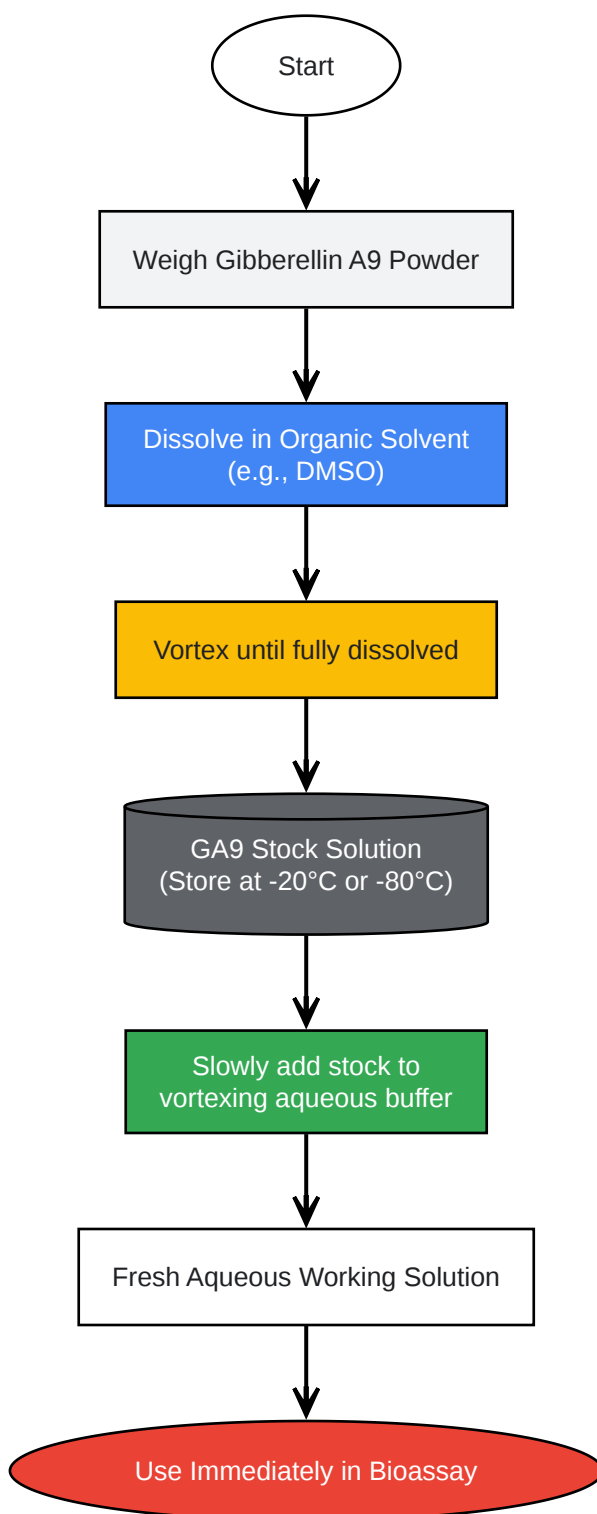 Start
Weigh Gibberellin A9 Powder
Dissolve in Organic Solvent
(e.g., DMSO)
Vortex until fully dissolved
GA9 Stock Solution
(Store at -20°C or -80°C)
Slowly add stock to
vortexing aqueous buffer
Fresh Aqueous Working Solution
Use Immediately in Bioassay